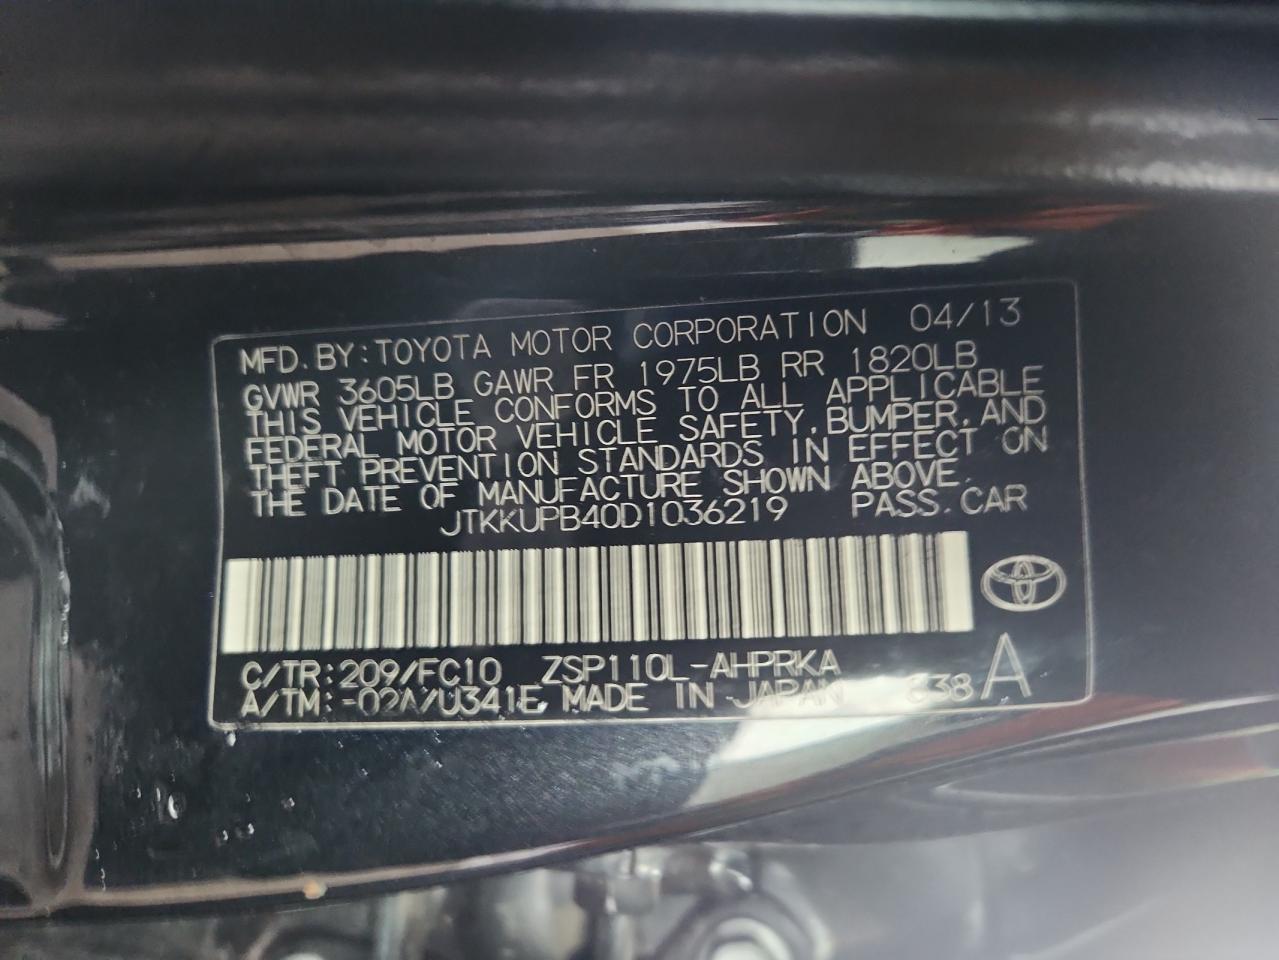 MFD. BY: TOYOTA MOTOR CORPORATION 04/13
GVWR 3605LB GAWR FR 1975LB RR 1820LB
THIS VEHICLE CONFORMS TO ALL APPLICABLE
FEDERAL MOTOR VEHICLE SAFETY, BUMPER, AND
THEFT PREVENTION STANDARDS IN EFFECT ON
THE DATE OF MANUFACTURE SHOWN ABOVE.
JTKKUPB40D1036219 PASS. CAR
C/TR: 209/FC10 ZSP110L-AHPRKA A
A/TM: -02A/U341E MADE IN JAPAN 838